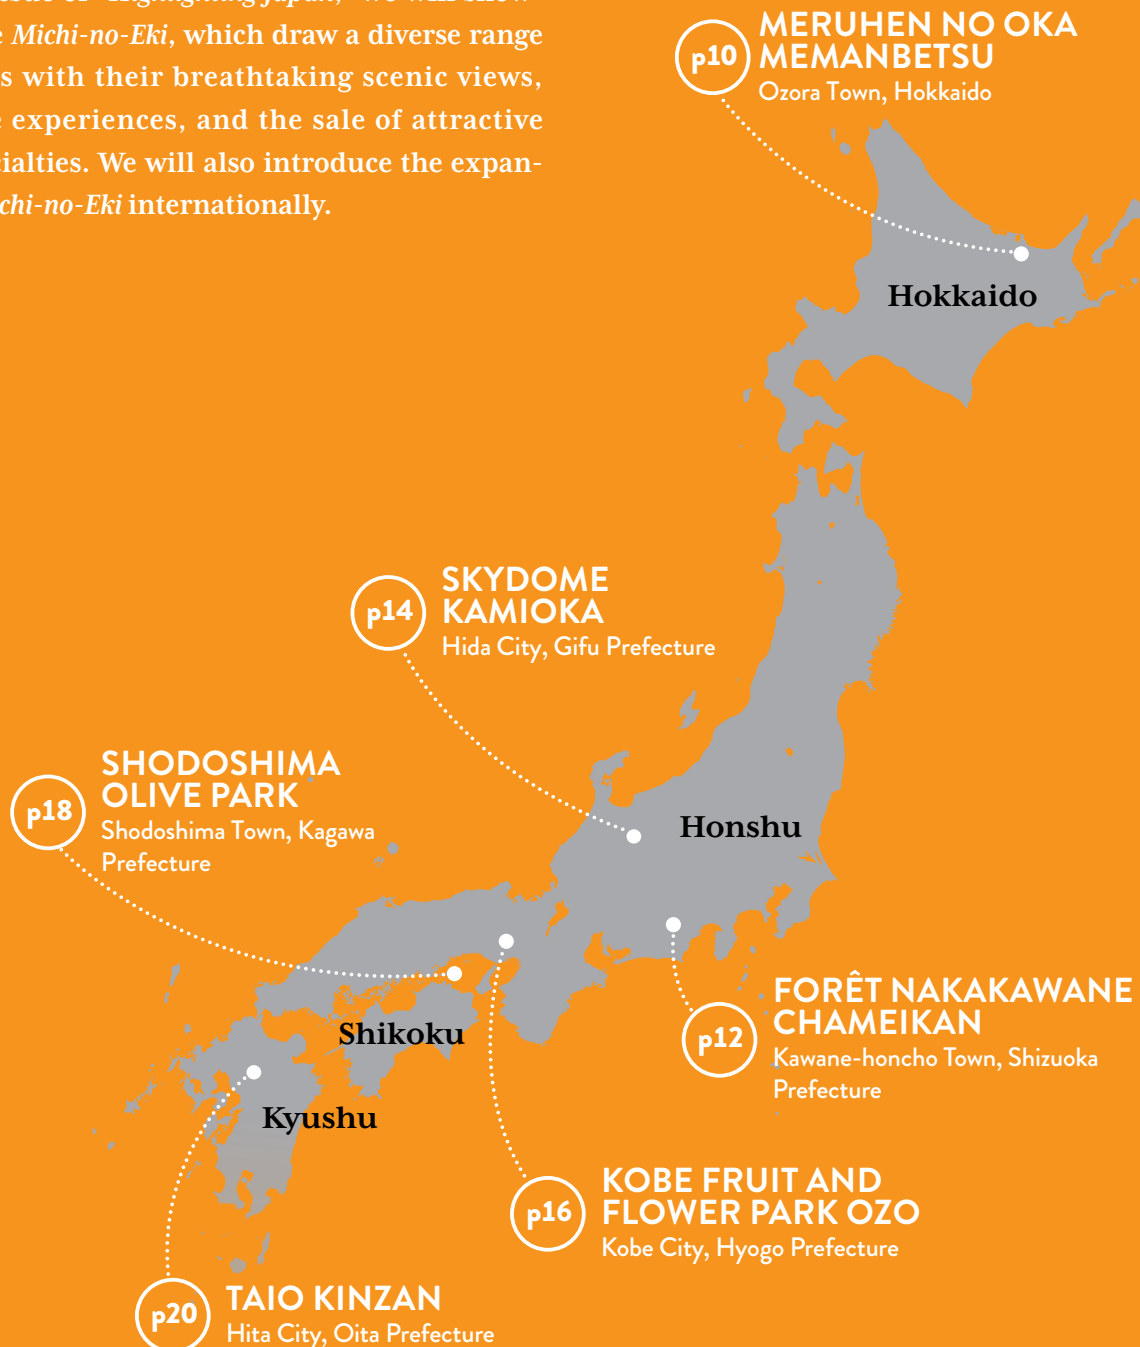 Michi-no-Eki, which draw a diverse range
with their breathtaking scenic views,
experiences, and the sale of attractive
We will also introduce the expan-
internationally.
p10
MERUHEN NO OKA
MEMANBETSU
Ozora Town, Hokkaido
Hokkaido
p14
SKYDOME
KAMIOKA
Hida City, Gifu Prefecture
p18
SHODOSHIMA
OLIVE PARK
Shodoshima Town, Kagawa
Prefecture
Honshu
p12
FORÊT NAKAKAWANE
CHAMEIKAN
Kawane-honcho Town, Shizuoka
Prefecture
Shikoku
Kyushu
p16
KOBE FRUIT AND
FLOWER PARK OZO
Kobe City, Hyogo Prefecture
p20
TAIO KINZAN
Hita City, Oita Prefecture